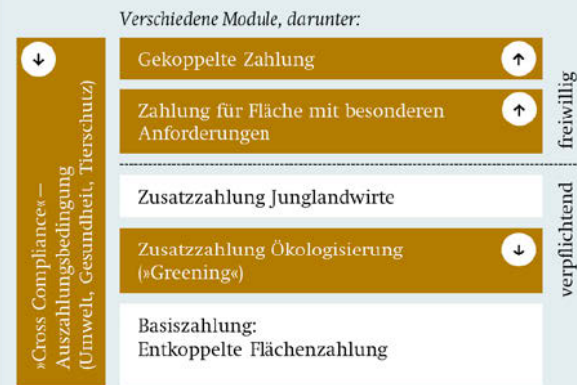 Verschiedene Module, darunter:
»Cross Compliance« –
Auszahlungsbedingung
(Umwelt, Gesundheit, Tierschutz)
Gekoppelte Zahlung
Zahlung für Fläche mit besonderen
Anforderungen
freiwillig
Zusatzzahlung Junglandwirte
Zusatzzahlung Ökologisierung
(»Greening«)
Basiszahlung:
Entkoppelte Flächenzahlung
verpflichtend